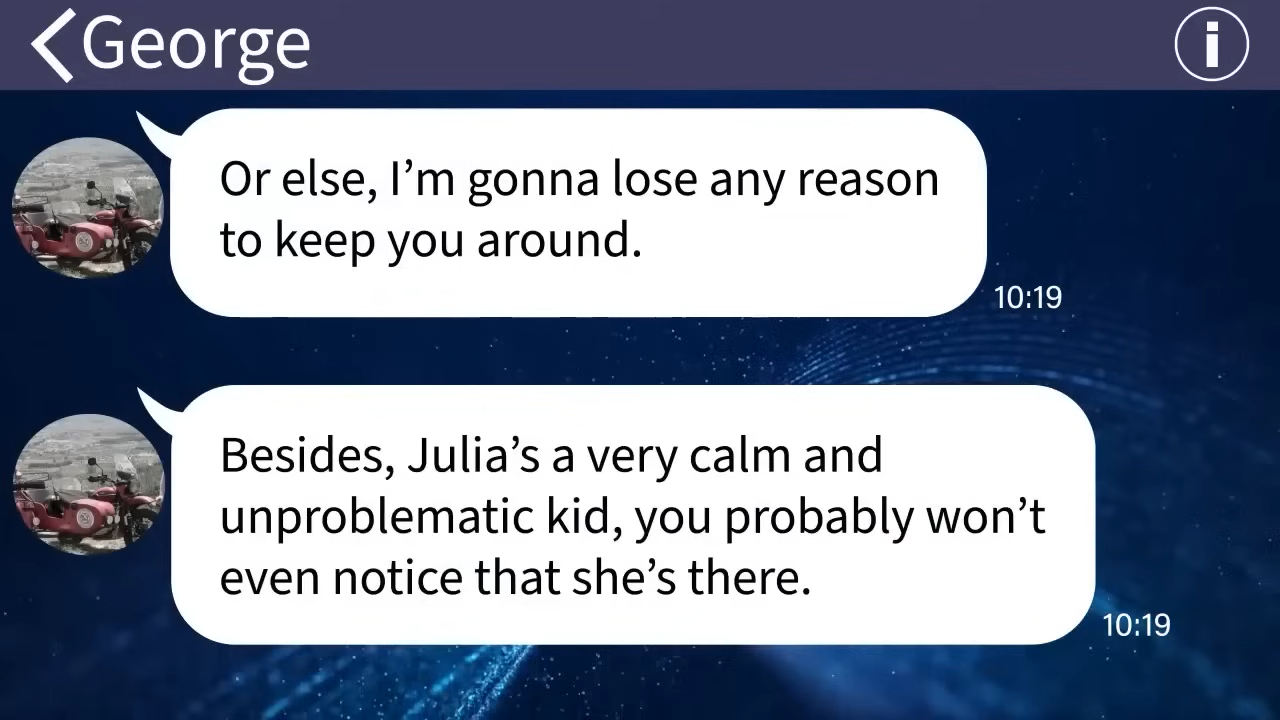 George
Or else, I’m gonna lose any reason
to keep you around.
10:19
Besides, Julia’s a very calm and
unproblematic kid, you probably won’t
even notice that she’s there.
10:19